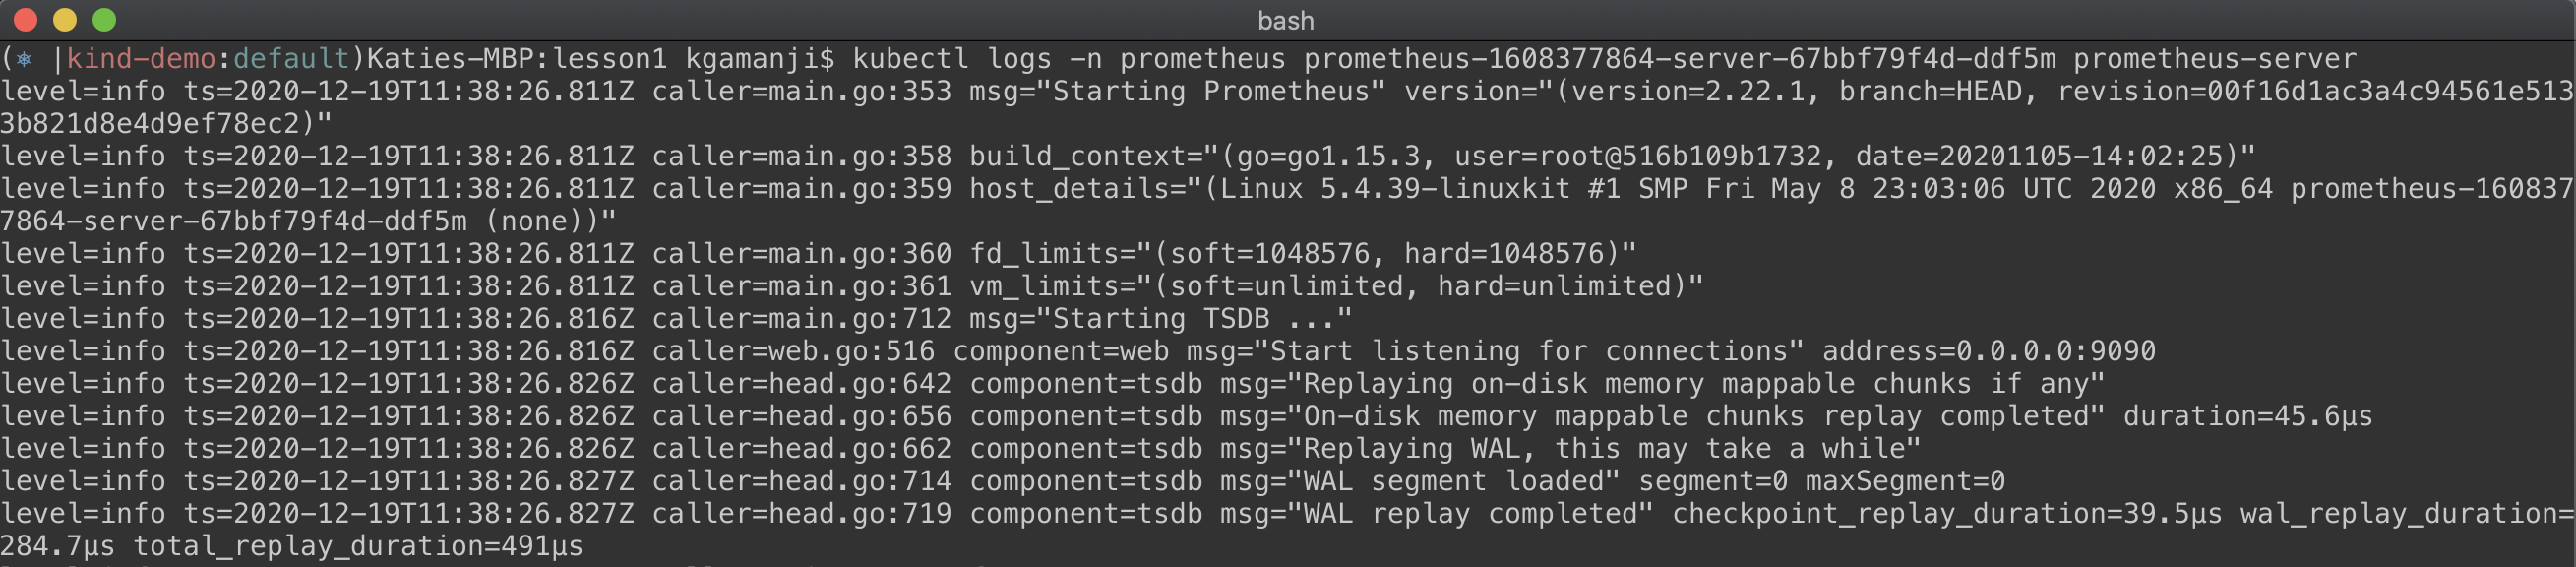 bash
(⎈ |kind-demo:default)Katies-MBP:lesson1 kgamanji$ kubectl logs -n prometheus prometheus-1608377864-server-67bbf79f4d-ddf5m prometheus-server
level=info ts=2020-12-19T11:38:26.811Z caller=main.go:353 msg="Starting Prometheus" version="(version=2.22.1, branch=HEAD, revision=00f16d1ac3a4c94561e513
3b821d8e4d9ef78ec2)"
level=info ts=2020-12-19T11:38:26.811Z caller=main.go:358 build_context="(go=go1.15.3, user=root@516b109b1732, date=20201105-14:02:25)"
level=info ts=2020-12-19T11:38:26.811Z caller=main.go:359 host_details="(Linux 5.4.39-linuxkit #1 SMP Fri May 8 23:03:06 UTC 2020 x86_64 prometheus-160837
7864-server-67bbf79f4d-ddf5m (none))"
level=info ts=2020-12-19T11:38:26.811Z caller=main.go:360 fd_limits="(soft=1048576, hard=1048576)"
level=info ts=2020-12-19T11:38:26.811Z caller=main.go:361 vm_limits="(soft=unlimited, hard=unlimited)"
level=info ts=2020-12-19T11:38:26.816Z caller=main.go:712 msg="Starting TSDB ..."
level=info ts=2020-12-19T11:38:26.816Z caller=web.go:516 component=web msg="Start listening for connections" address=0.0.0.0:9090
level=info ts=2020-12-19T11:38:26.826Z caller=head.go:642 component=tsdb msg="Replaying on-disk memory mappable chunks if any"
level=info ts=2020-12-19T11:38:26.826Z caller=head.go:656 component=tsdb msg="On-disk memory mappable chunks replay completed" duration=45.6µs
level=info ts=2020-12-19T11:38:26.826Z caller=head.go:662 component=tsdb msg="Replaying WAL, this may take a while"
level=info ts=2020-12-19T11:38:26.827Z caller=head.go:714 component=tsdb msg="WAL segment loaded" segment=0 maxSegment=0
level=info ts=2020-12-19T11:38:26.827Z caller=head.go:719 component=tsdb msg="WAL replay completed" checkpoint_replay_duration=39.5µs wal_replay_duration=
284.7µs total_replay_duration=491µs